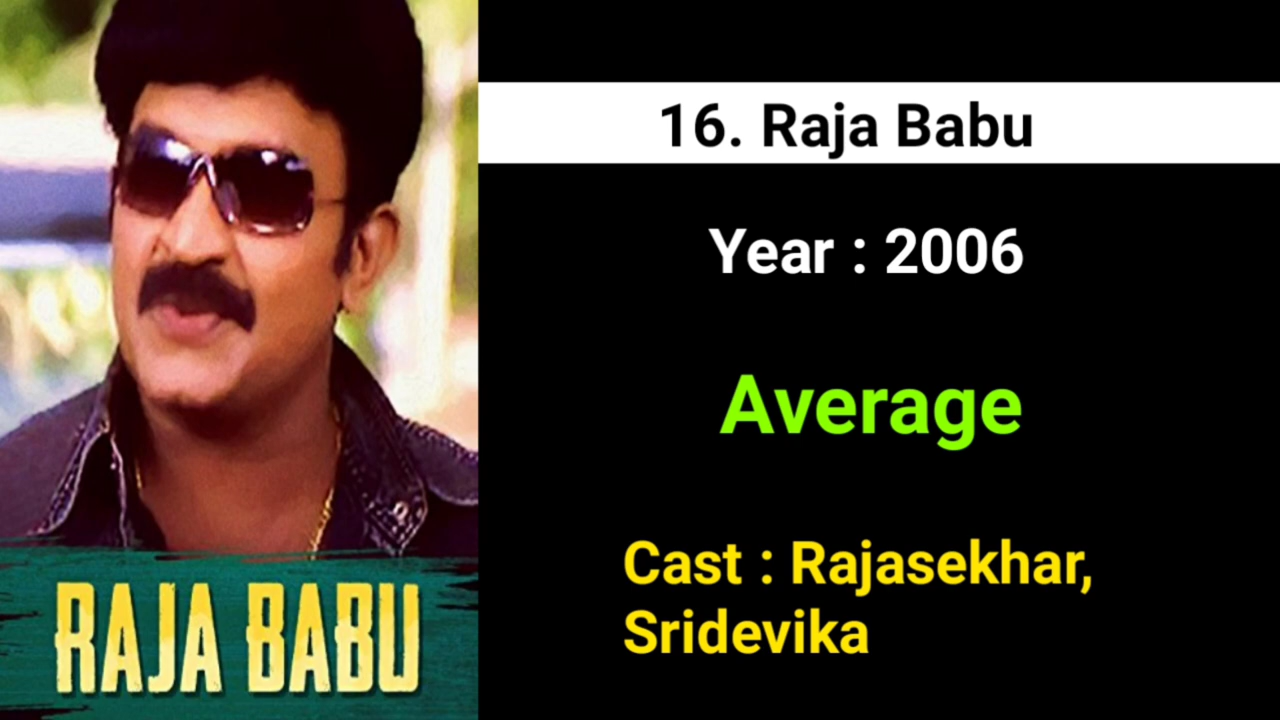 16. Raja Babu
Year : 2006
Average
Cast : Rajasekhar,
Sridevika
RAJA BABU